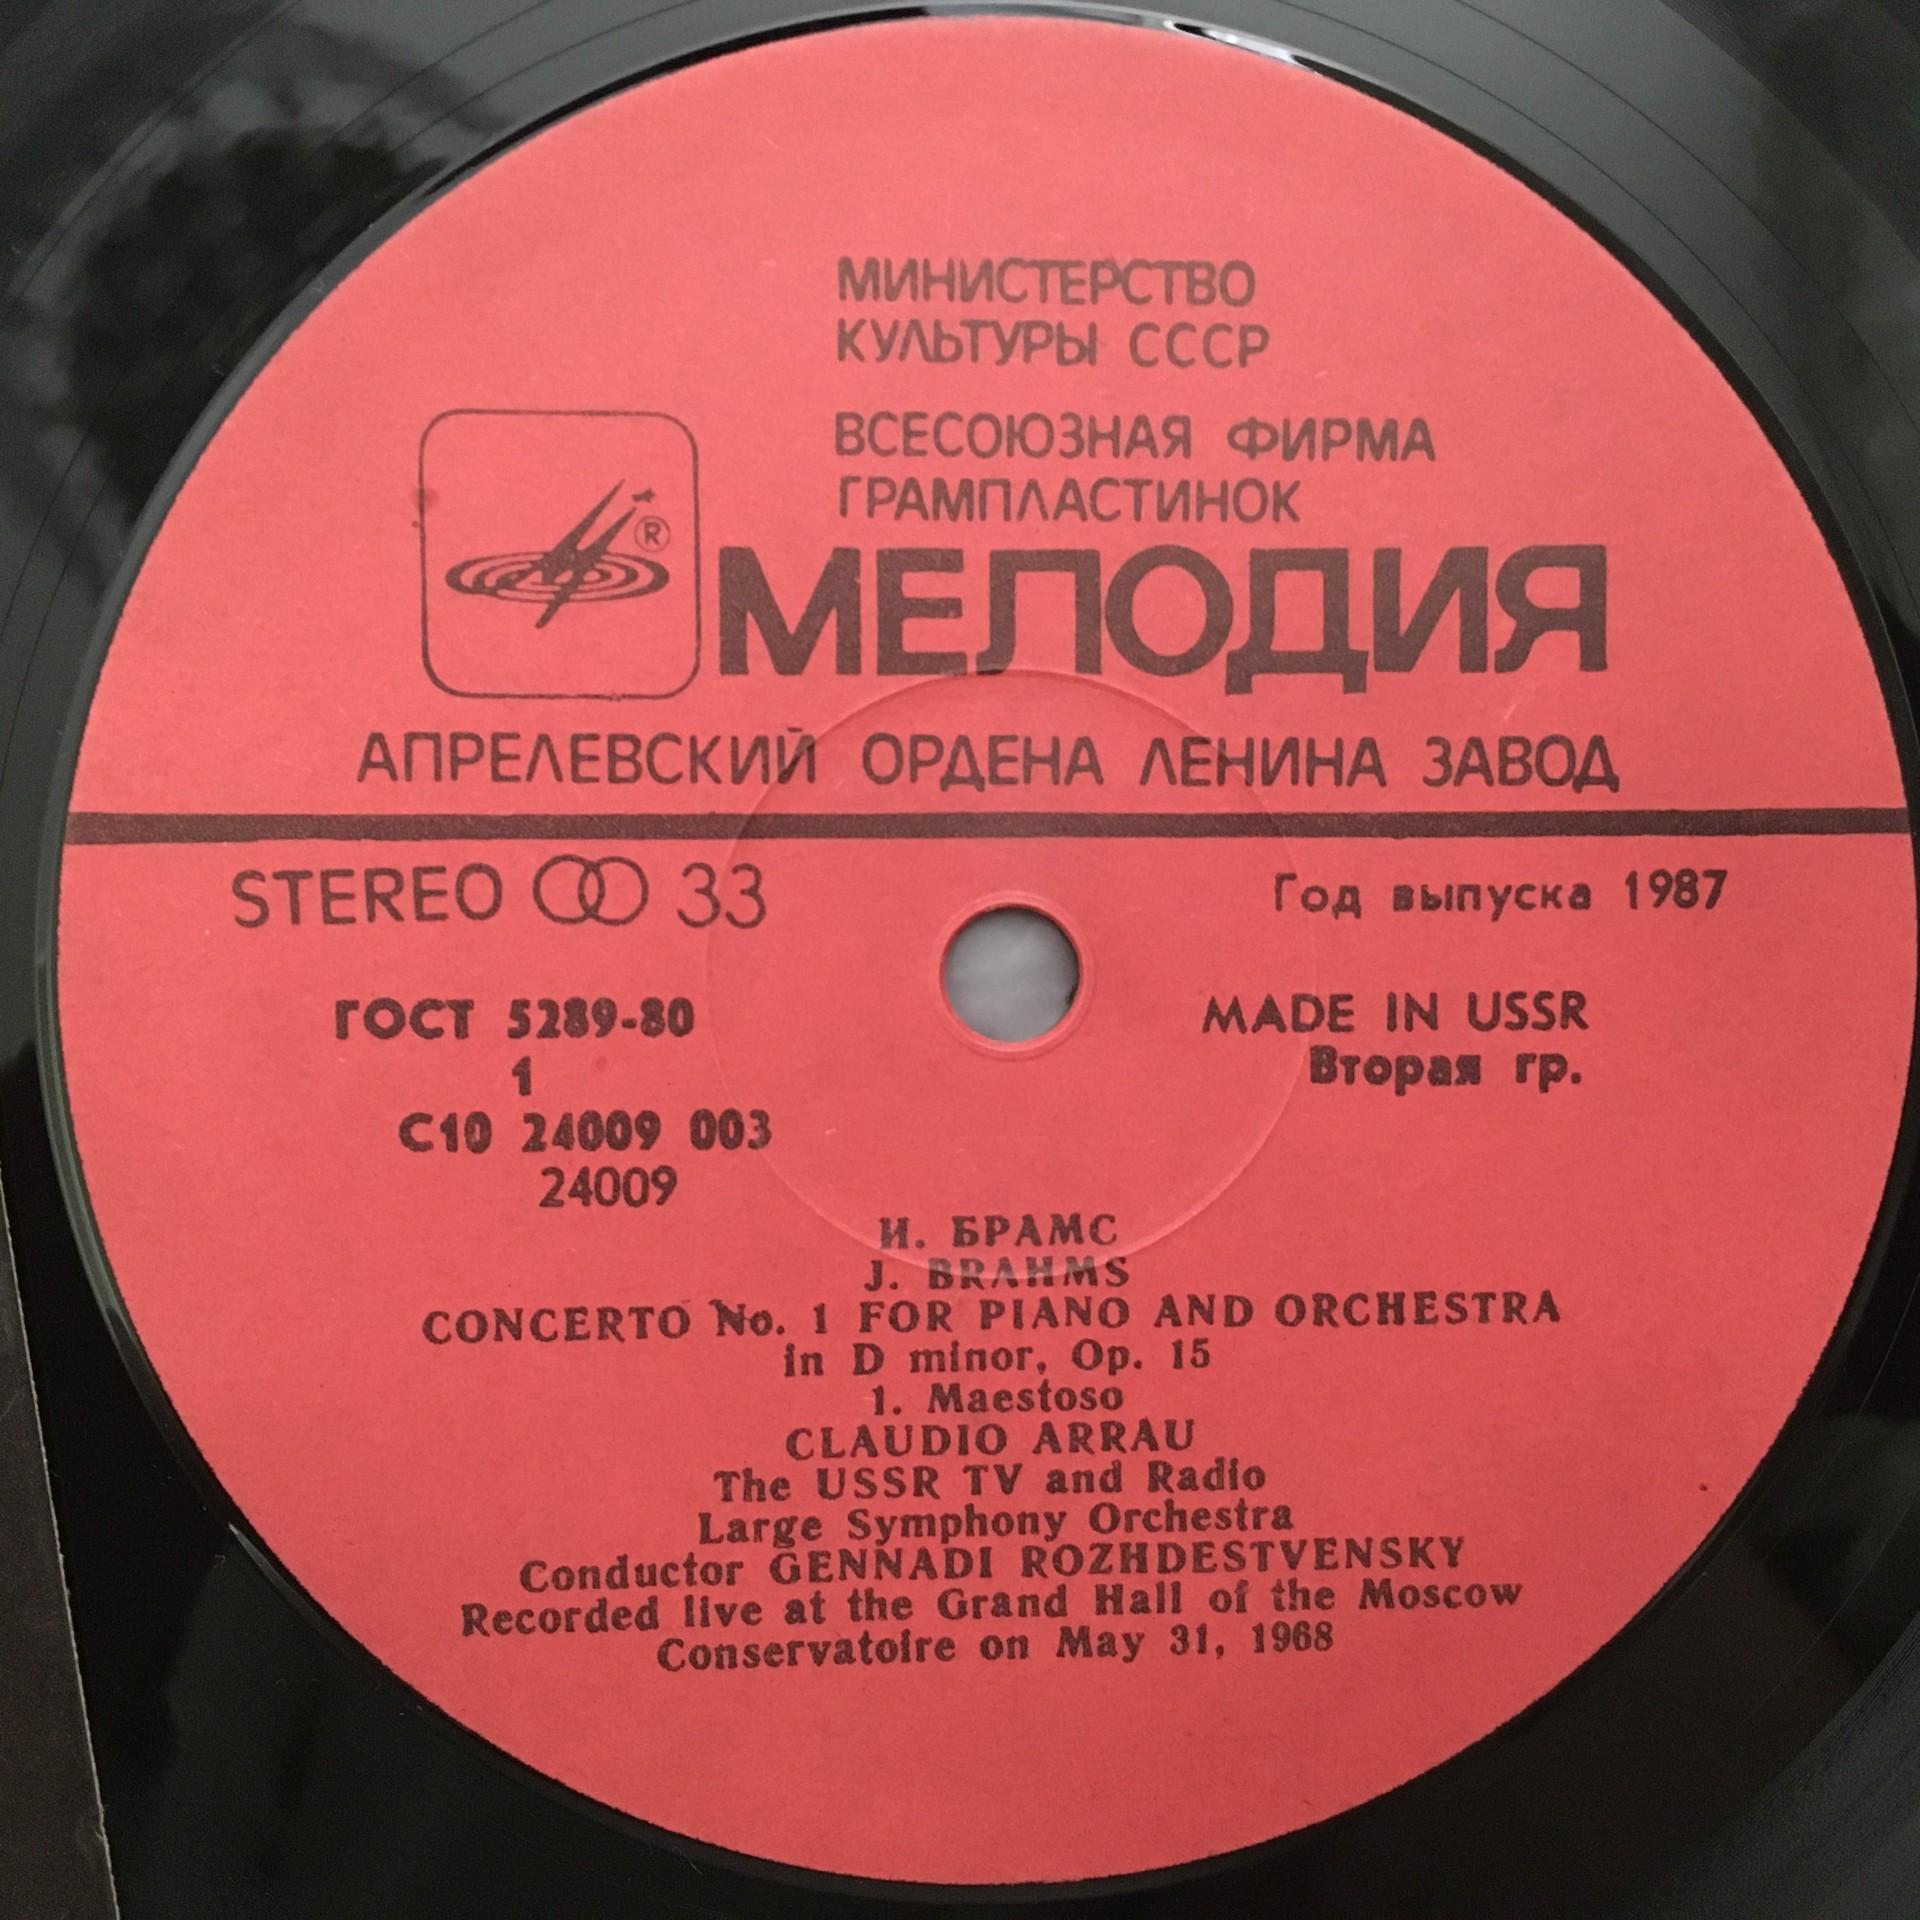 МИНИСТЕРСТВО
КУЛЬТУРЫ СССР
ВСЕСОЮЗНАЯ ФИРМА
ГРАМПЛАСТИНОК
®
МЕЛОДИЯ
АПРЕЛЕВСКИЙ ОРДЕНА ЛЕНИНА ЗАВОД
STEREO 33
Год выпуска 1987
ГОСТ 5289-80
MADE IN USSR
1
Вторая гр.
С10 24009 003
24009
И. БРАМС
J. BRAHMS
CONCERTO No. 1 FOR PIANO AND ORCHESTRA
in D minor, Op. 15
1. Maestoso
CLAUDIO ARRAU
The USSR TV and Radio
Large Symphony Orchestra
Conductor GENNADI ROZHDESTVENSKY
Recorded live at the Grand Hall of the Moscow
Conservatoire on May 31, 1968